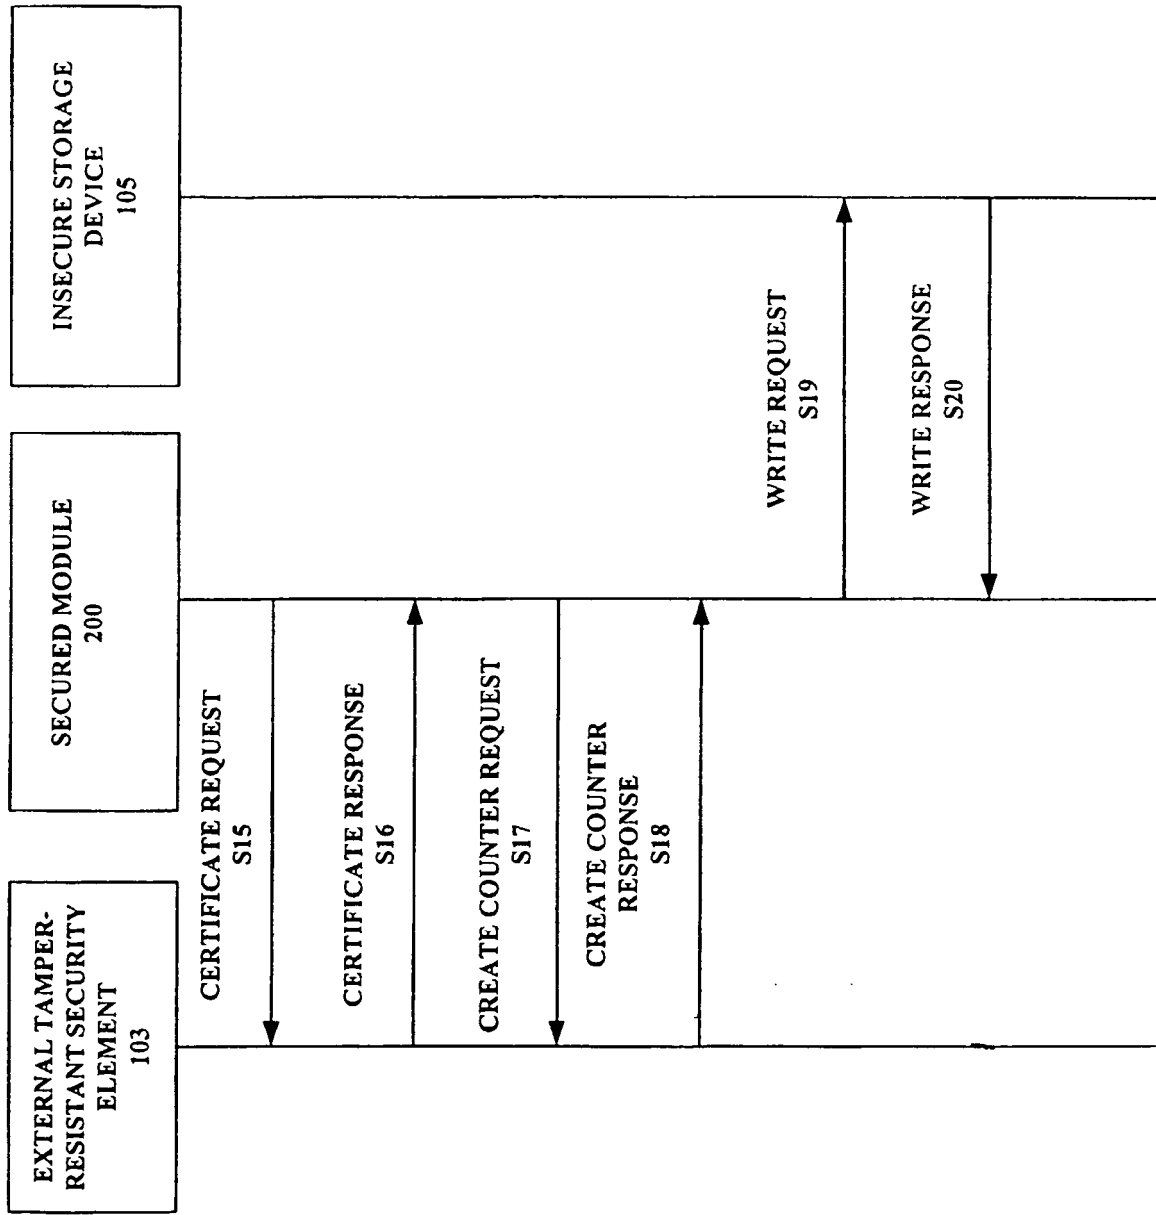 EXTERNAL TAMPER-
RESISTANT SECURITY
ELEMENT
103
SECURED MODULE
200
INSECURE STORAGE
DEVICE
105
CERTIFICATE REQUEST
S15
CERTIFICATE RESPONSE
S16
CREATE COUNTER REQUEST
S17
CREATE COUNTER
RESPONSE
S18
WRITE REQUEST
S19
WRITE RESPONSE
S20